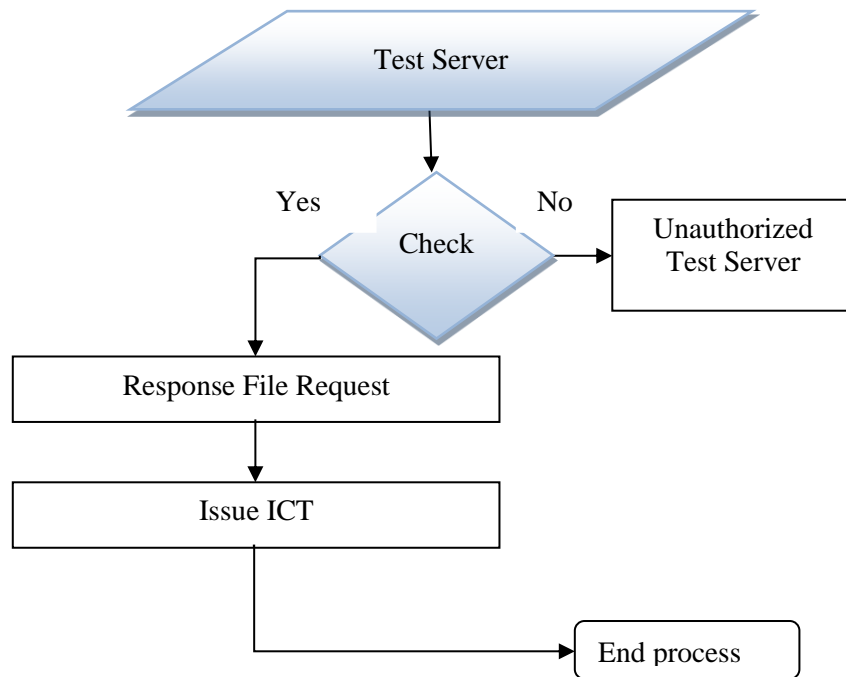 Test Server
Yes
No
Check
Unauthorized
Test Server
Response File Request
Issue ICT
End process